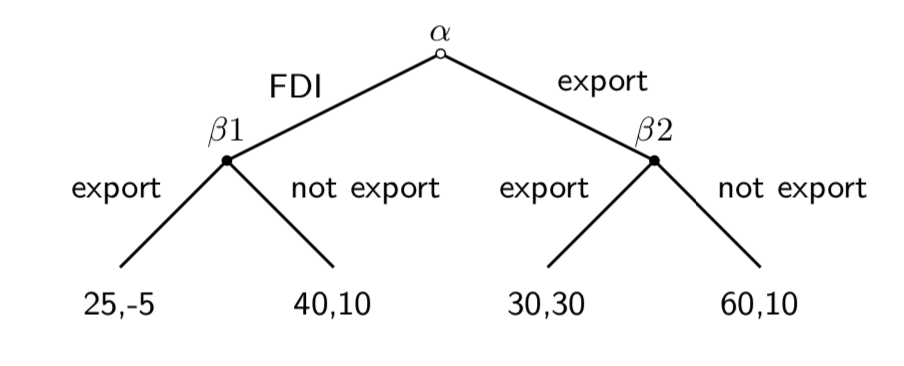 α
FDI export
β1 β2
export not export export not export
25,-5 40,10 30,30 60,10